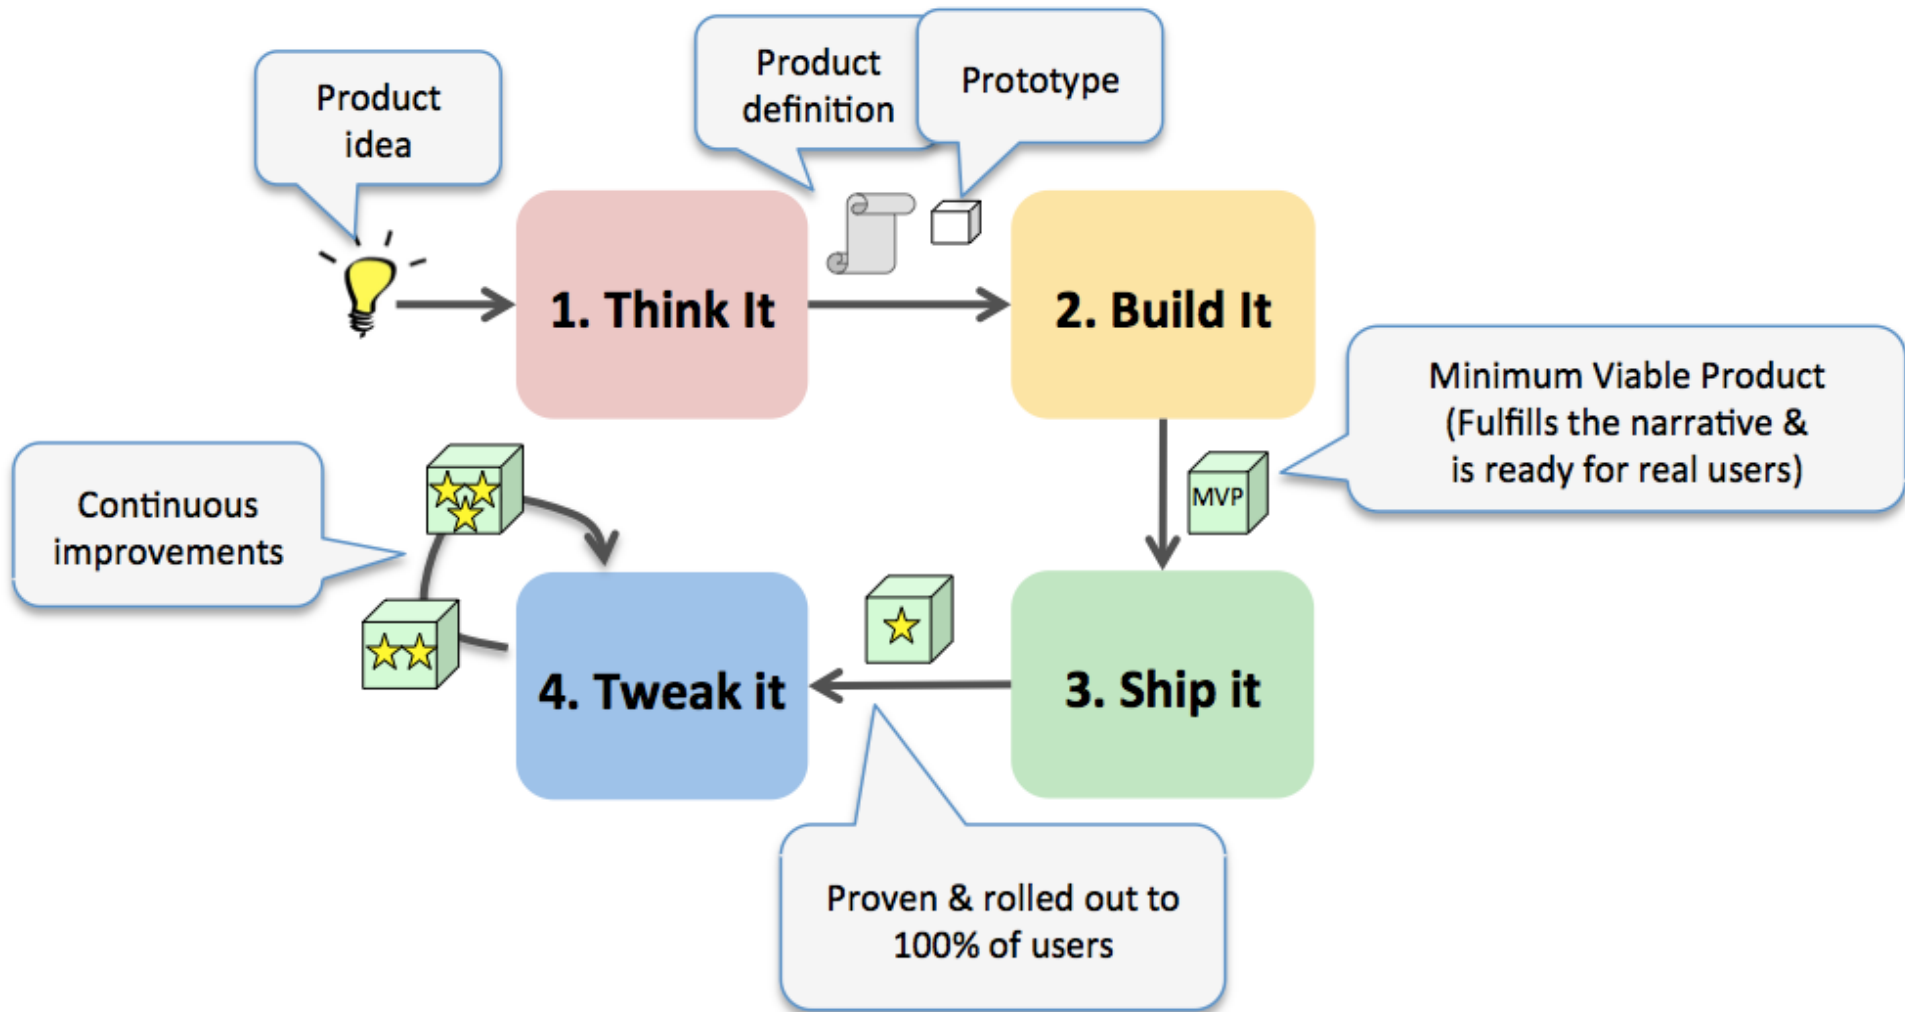 Product
idea
Product
definition
Prototype
1. Think It
2. Build It
Minimum Viable Product
(Fulfills the narrative &
is ready for real users)
MVP
Continuous
improvements
4. Tweak it
3. Ship it
Proven & rolled out to
100% of users